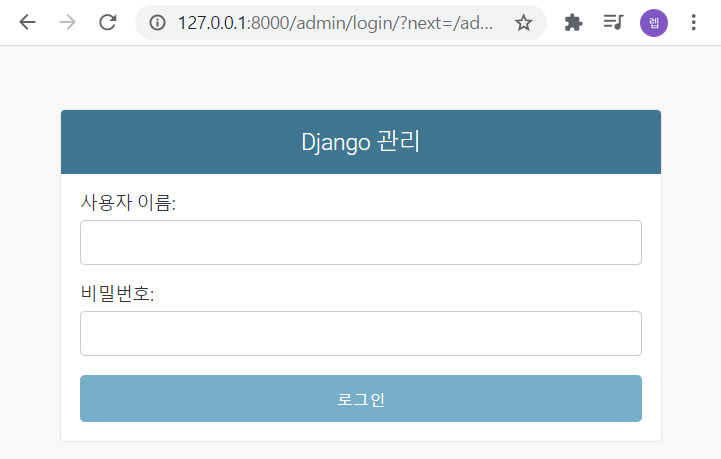 127.0.0.1:8000/admin/login/?next=/ad...
렙
Django 관리
사용자 이름:
비밀번호:
로그인